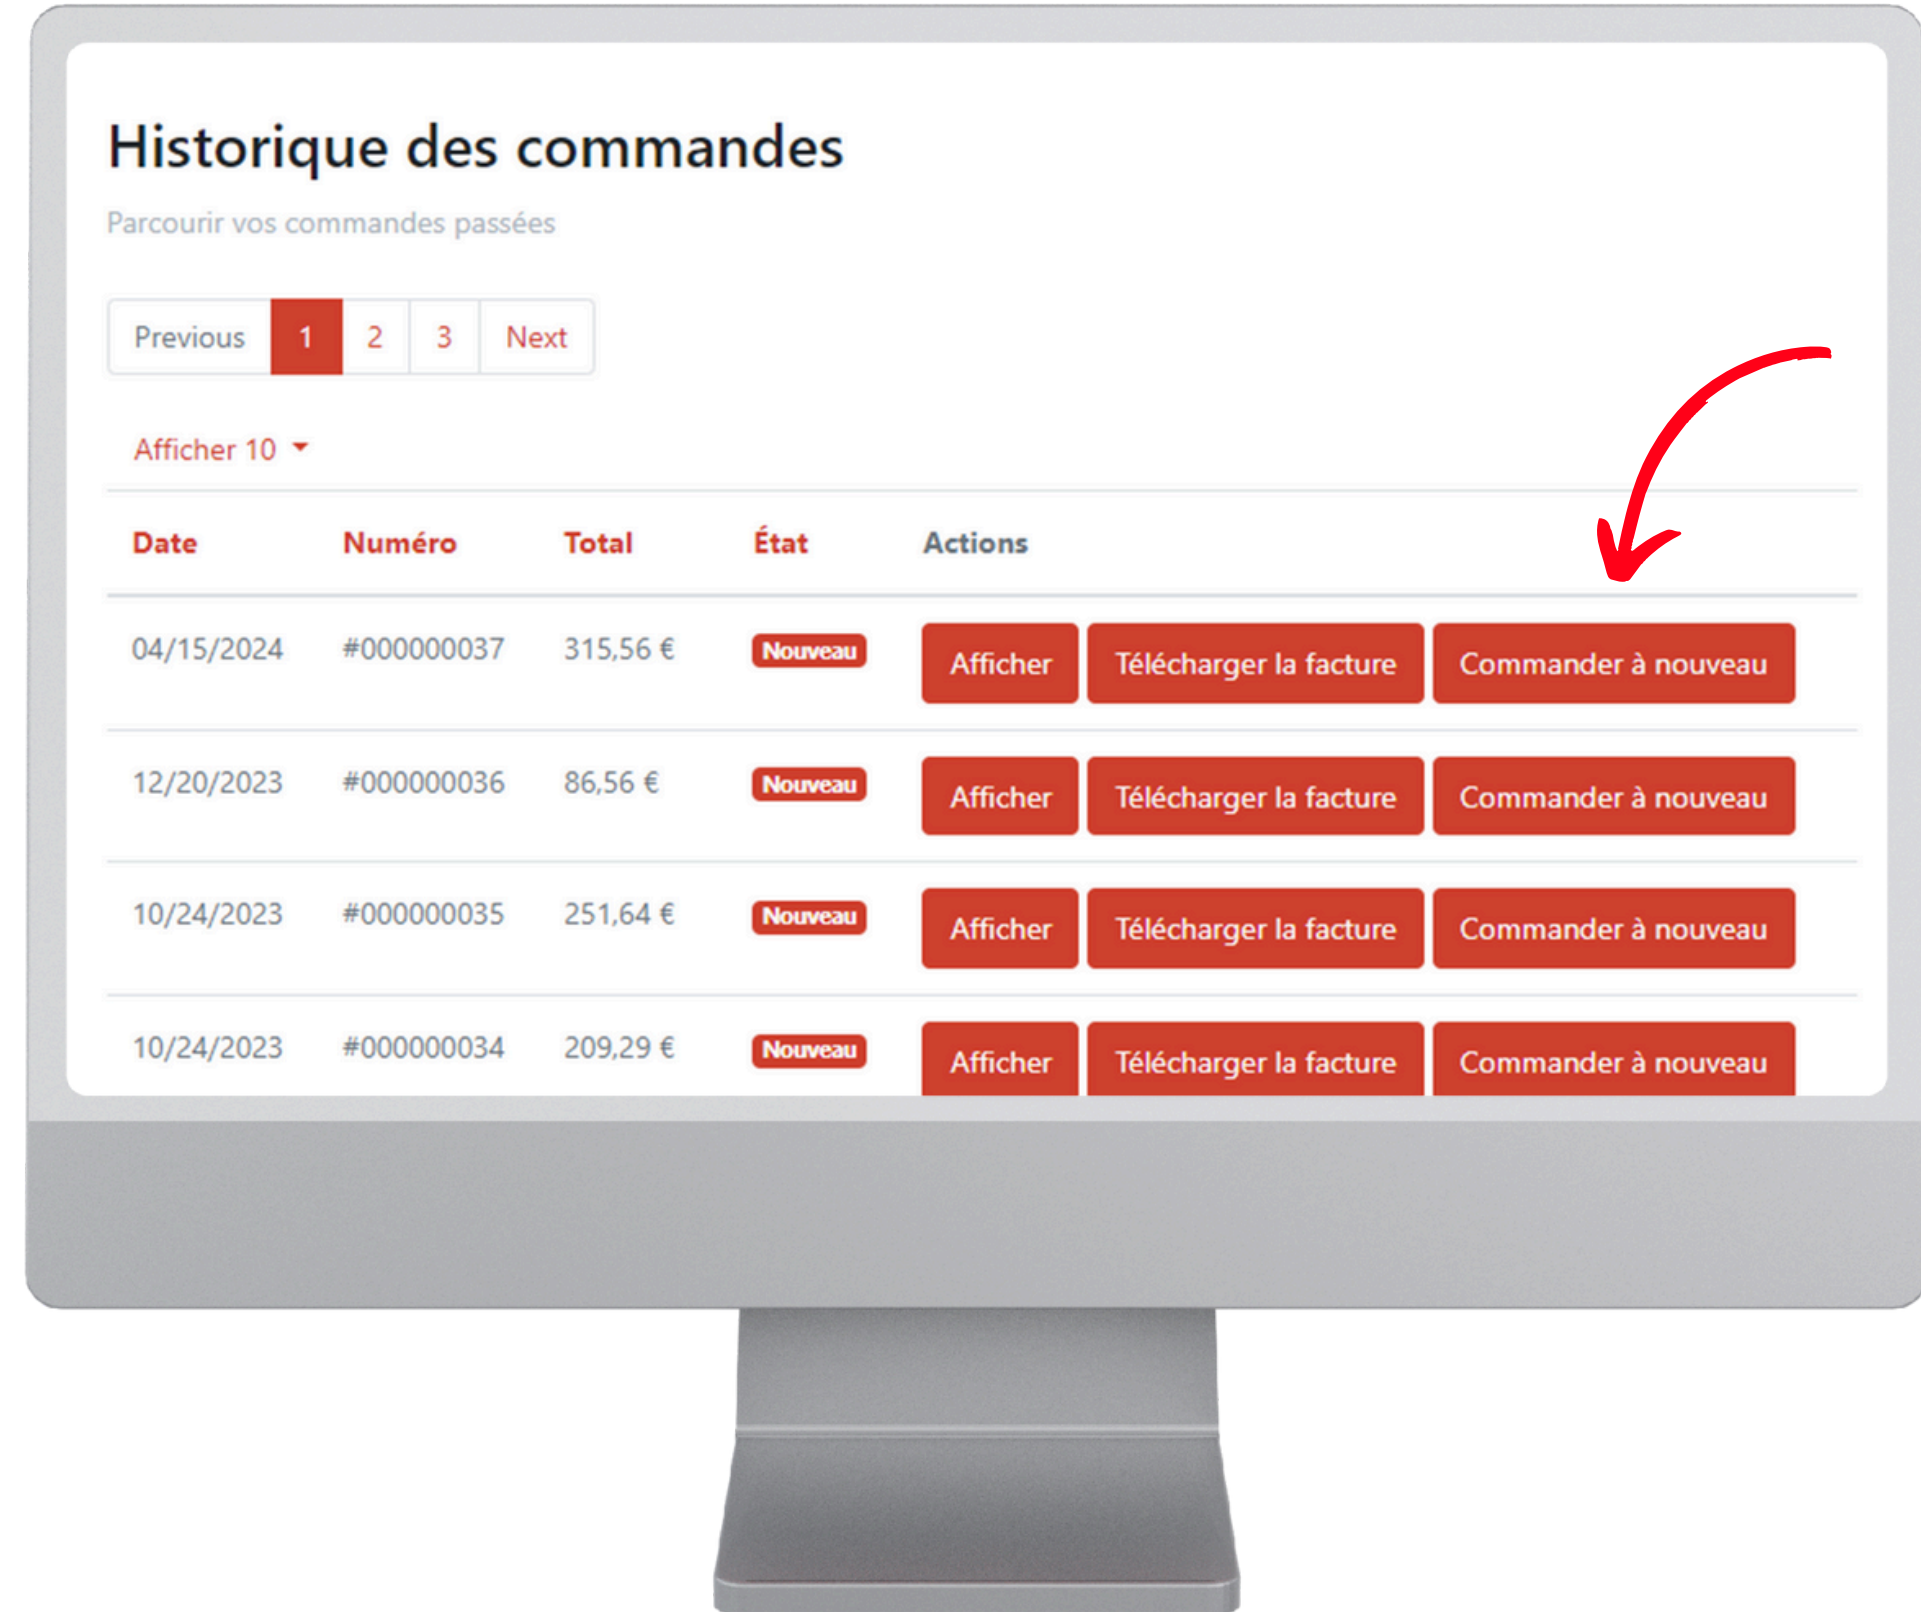 Historique des commandes
Parcourir vos commandes passées
Previous 1 2 3 Next
Afficher 10
Date Numéro Total État Actions
04/15/2024 #000000037 315,56 € Nouveau Afficher Télécharger la facture Commander à nouveau
12/20/2023 #000000036 86,56 € Nouveau Afficher Télécharger la facture Commander à nouveau
10/24/2023 #000000035 251,64 € Nouveau Afficher Télécharger la facture Commander à nouveau
10/24/2023 #000000034 209,29 € Nouveau Afficher Télécharger la facture Commander à nouveau